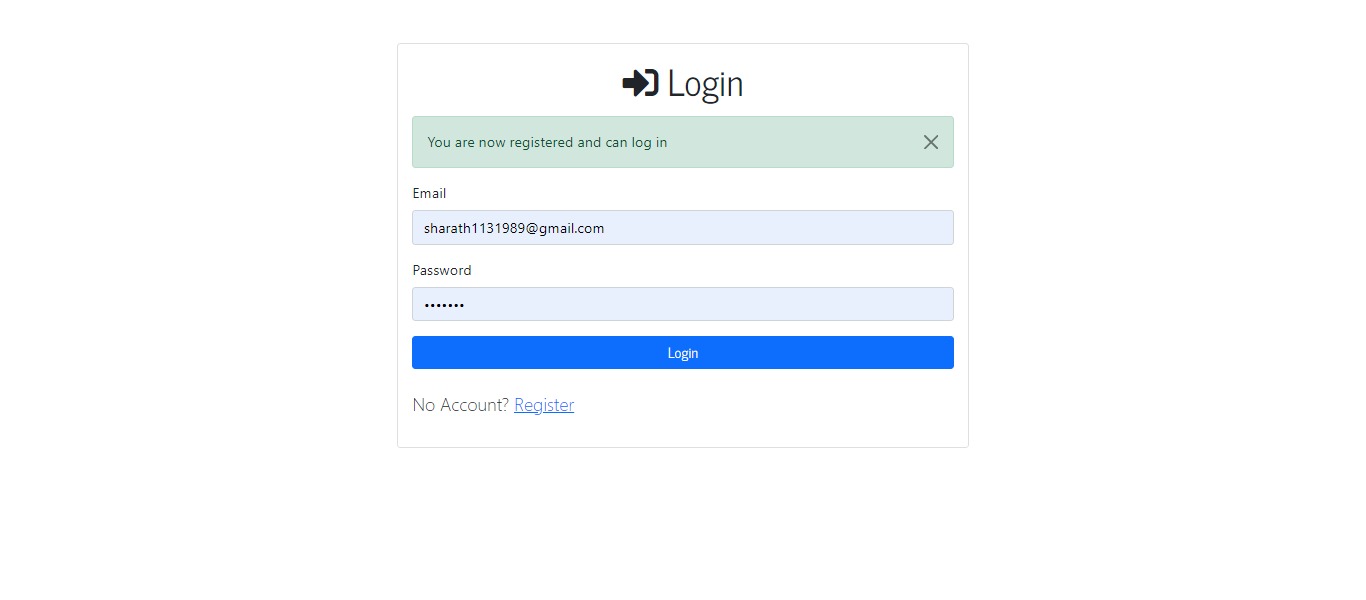 Login
You are now registered and can log in
Email
sharath1131989@gmail.com
Password
•••••••
Login
No Account? Register